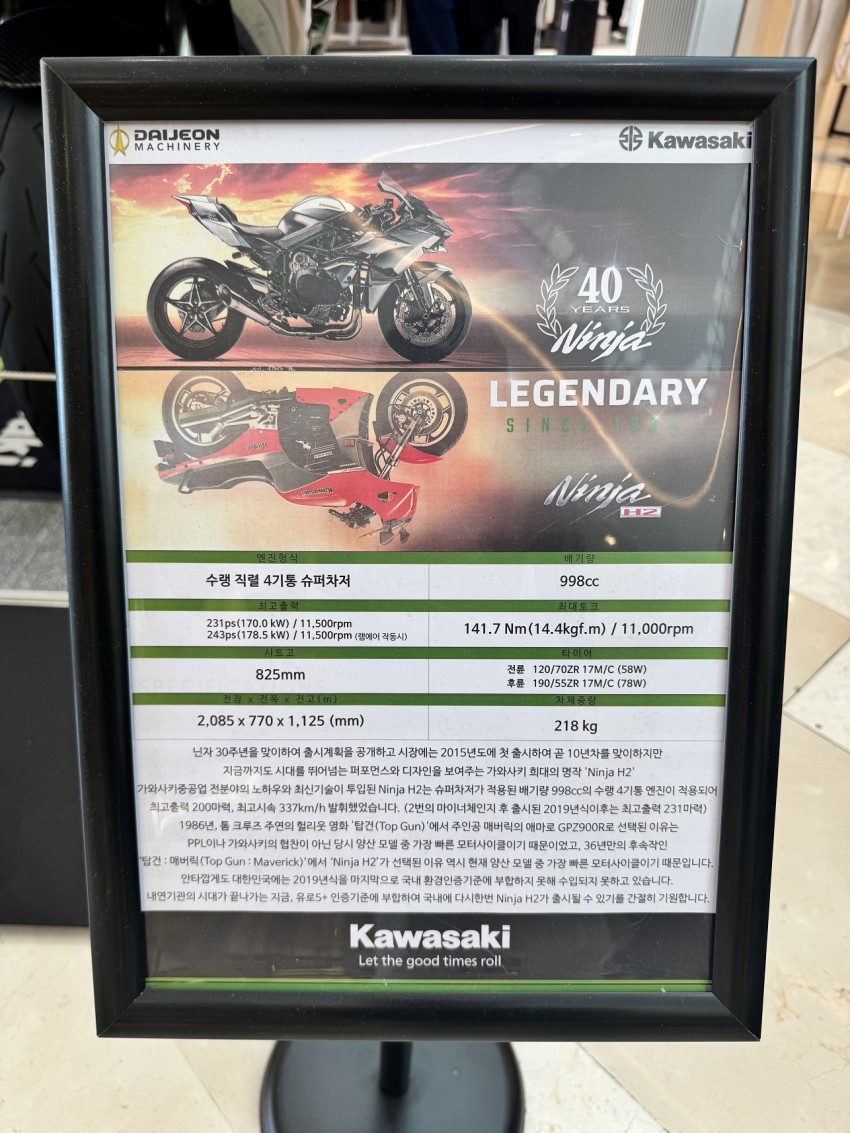 DAIJEON
MACHINERY
Kawasaki
40
YEARS
Ninja
LEGENDARY
SINCE 1984
Ninja
H2
Kawasaki
엔진형식
배기량
수랭 직렬 4기통 슈퍼차저
998cc
최고출력
최대토크
231ps(170.0 kW) / 11,500rpm
243ps(178.5 kW) / 11,500rpm (램에어 작동시)
141.7 Nm(14.4kgf.m) / 11,000rpm
시트고
타이어
825mm
전륜 120/70ZR 17M/C (58W)
후륜 190/55ZR 17M/C (78W)
전장 x 전폭 x 전고(m)
차체중량
2,085 x 770 x 1,125 (mm)
218 kg
닌자 30주년을 맞이하여 출시계획을 공개하고 시장에는 2015년도에 첫 출시하여 곧 10년차를 맞이하지만
지금까지도 시대를 뛰어넘는 퍼포먼스와 디자인을 보여주는 가와사키 희대의 명작 'Ninja H2'
가와사키중공업 전분야의 노하우와 최신기술이 투입된 Ninja H2는 슈퍼차저가 적용된 배기량 998cc의 수랭 4기통 엔진이 적용되어
최고출력 200마력, 최고시속 337km/h 발휘했었습니다. (2번의 마이너체인지 후 출시된 2019년식이후는 최고출력 231마력)
1986년, 톰 크루즈 주연의 헐리웃 영화 '탑건(Top Gun)'에서 주인공 매버릭의 애마로 GPZ900R로 선택된 이유는
PPL이나 가와사키의 협찬이 아닌 당시 양산 모델 중 가장 빠른 모터사이클이기 때문이었고, 36년만의 후속작인
'탑건 : 매버릭(Top Gun : Maverick)'에서 'Ninja H2'가 선택된 이유 역시 현재 양산 모델 중 가장 빠른 모터사이클이기 때문입니다.
안타깝게도 대한민국에는 2019년식을 마지막으로 국내 환경인증기준에 부합하지 못해 수입되지 못하고 있습니다.
내연기관의 시대가 끝나가는 지금, 유로5+ 인증기준에 부합하여 국내에 다시한번 Ninja H2가 출시될 수 있기를 간절히 기원합니다.
Kawasaki
Let the good times roll